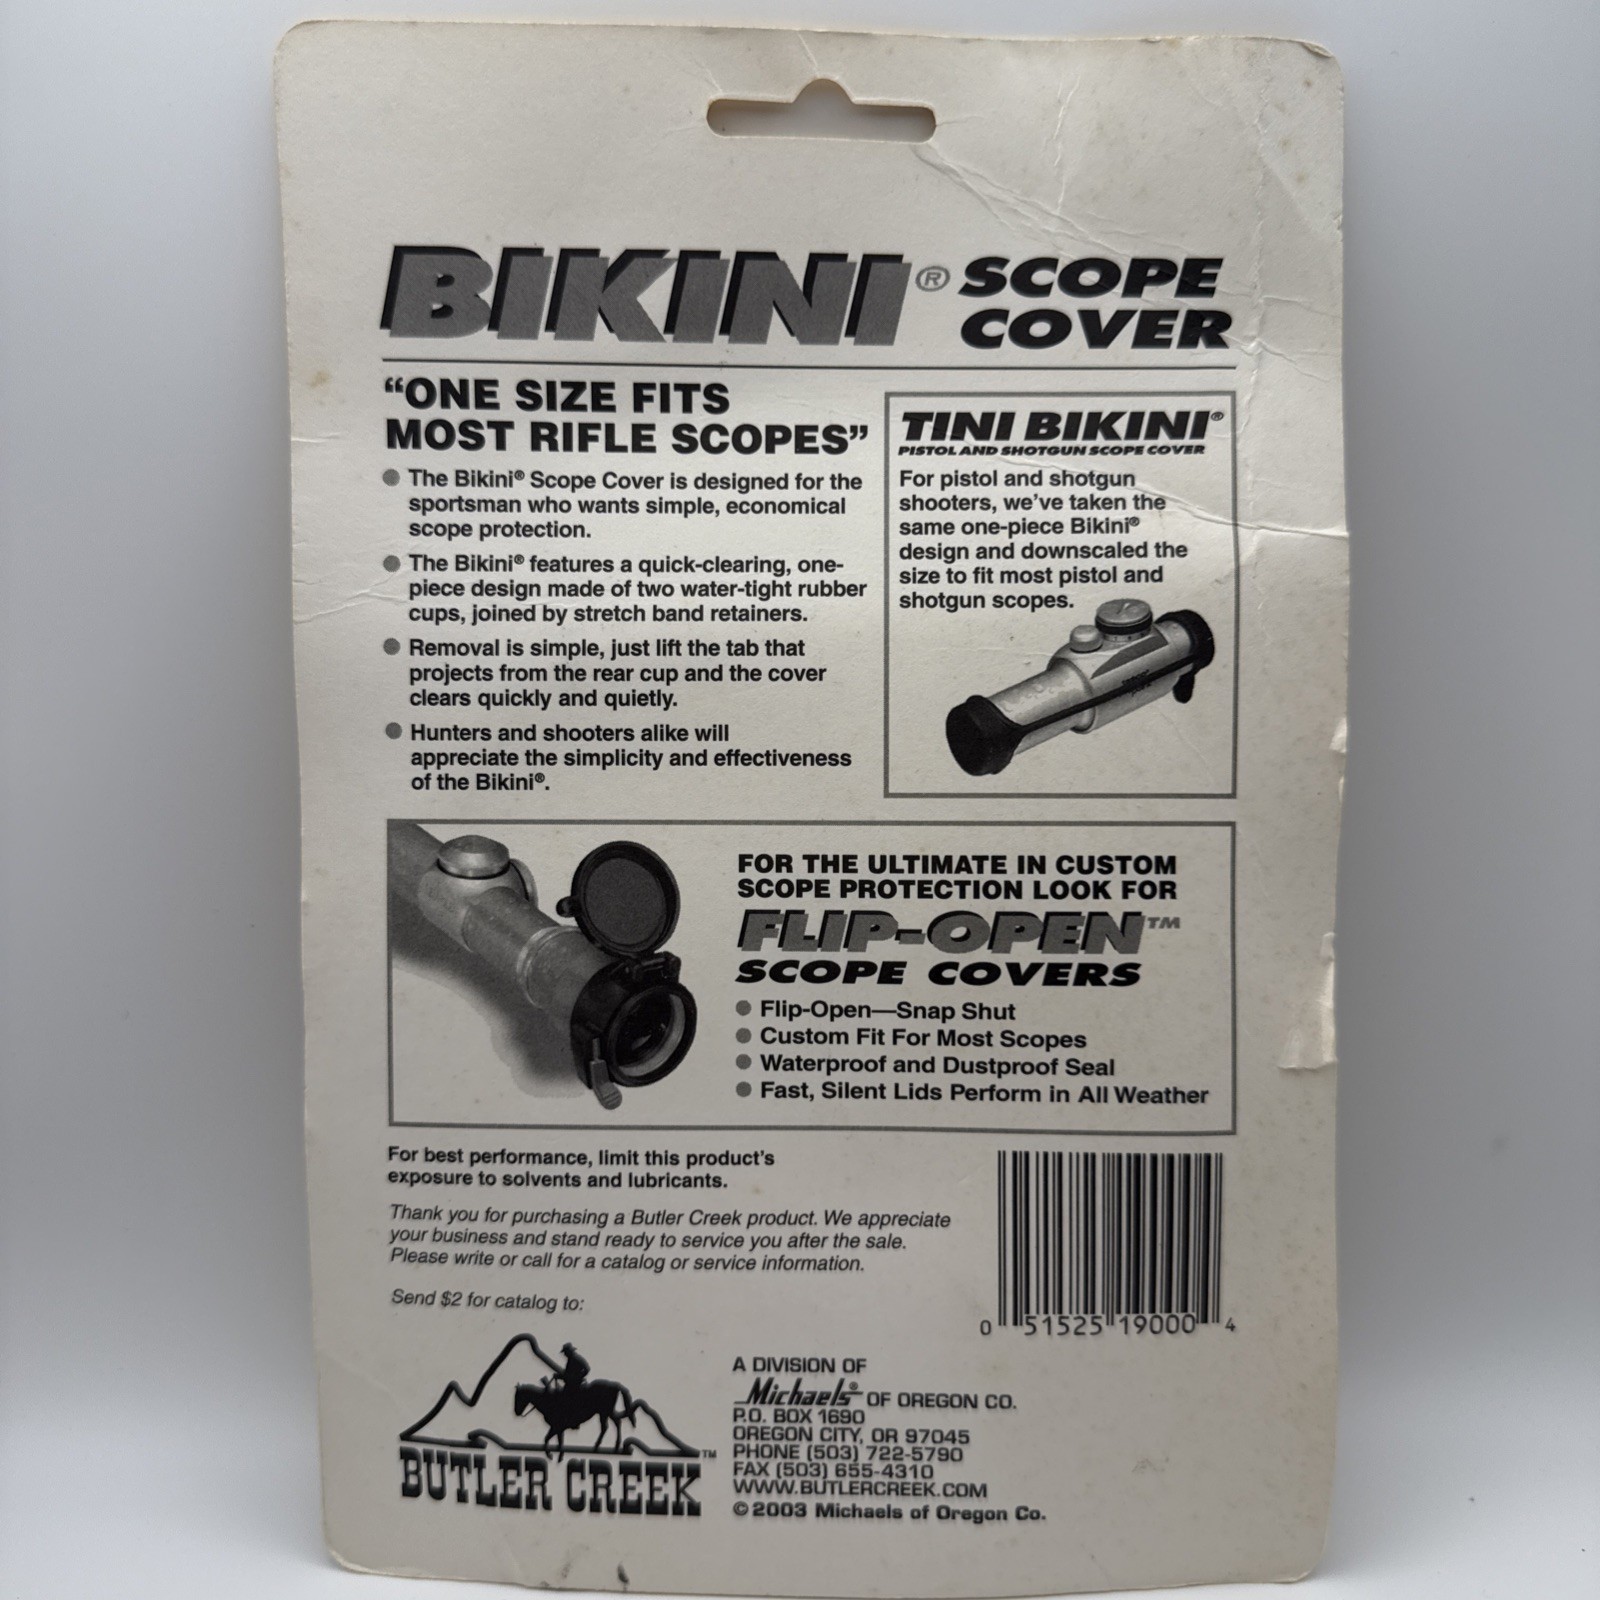 BIKINI® SCOPE COVER
"ONE SIZE FITS
MOST RIFLE SCOPES"
● The Bikini® Scope Cover is designed for the
sportsman who wants simple, economical
scope protection.
● The Bikini® features a quick-clearing, one-
piece design made of two water-tight rubber
cups, joined by stretch band retainers.
● Removal is simple, just lift the tab that
projects from the rear cup and the cover
clears quickly and quietly.
● Hunters and shooters alike will
appreciate the simplicity and effectiveness
of the Bikini®.
TINI BIKINI®
PISTOL AND SHOTGUN SCOPE COVER
For pistol and shotgun
shooters, we've taken the
same one-piece Bikini®
design and downscaled the
size to fit most pistol and
shotgun scopes.
FOR THE ULTIMATE IN CUSTOM
SCOPE PROTECTION LOOK FOR
FLIP-OPEN™
SCOPE COVERS
● Flip-Open—Snap Shut
● Custom Fit For Most Scopes
● Waterproof and Dustproof Seal
● Fast, Silent Lids Perform in All Weather
For best performance, limit this product's
exposure to solvents and lubricants.
Thank you for purchasing a Butler Creek product. We appreciate
your business and stand ready to service you after the sale.
Please write or call for a catalog or service information.
Send $2 for catalog to:
BUTLER CREEK™
A DIVISION OF
Michaels® OF OREGON CO.
P.O. BOX 1690
OREGON CITY, OR 97045
PHONE (503) 722-5790
FAX (503) 655-4310
WWW.BUTLERCREEK.COM
©2003 Michaels of Oregon Co.
0 51525 19000 4